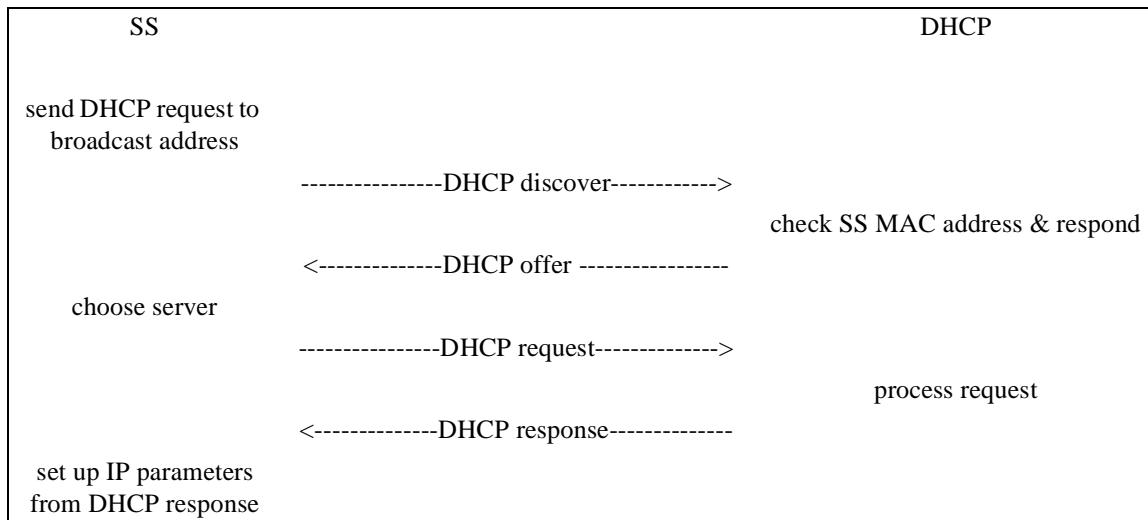 SS DHCP
send DHCP request to
broadcast address
----------------DHCP discover------------>
check SS MAC address & respond
<--------------DHCP offer -----------------
choose server
----------------DHCP request-------------->
process request
<--------------DHCP response--------------
set up IP parameters
from DHCP response